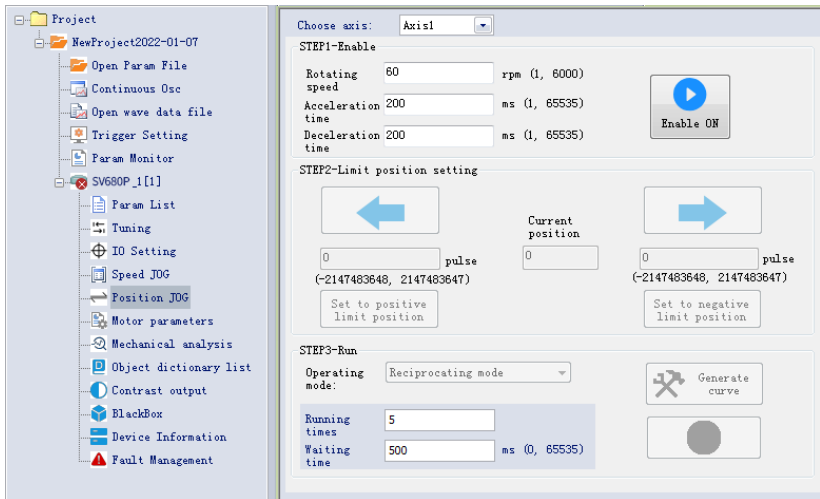 Project
NewProject2022-01-07
Open Param File
Continuous Osc
Open wave data file
Trigger Setting
Param Monitor
SV680P_1[1]
Param List
Tuning
IO Setting
Speed JOG
Position JOG
Motor parameters
Mechanical analysis
Object dictionary list
Contrast output
BlackBox
Device Information
Fault Management
Choose axis: Axis1
STEP1-Enable
Rotating
speed
60
rpm (1, 6000)
Acceleration
time
200
ms (1, 65535)
Deceleration
time
200
ms (1, 65535)
Enable ON
STEP2-Limit position setting
0
pulse
(-2147483648, 2147483647)
Set to positive
limit position
Current
position
0
0
pulse
(-2147483648, 2147483647)
Set to negative
limit position
STEP3-Run
Operating
mode:
Reciprocating mode
Generate
curve
Running
times
5
Waiting
time
500
ms (0, 65535)